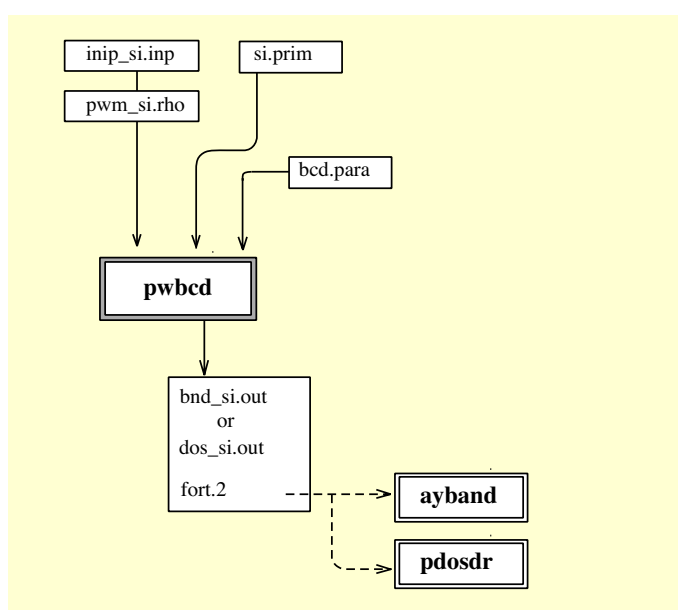 inip_si.inp
si.prim
pwm_si.rho
bcd.para
pwbcd
bnd_si.out
or
dos_si.out
fort.2
ayband
pdosdr